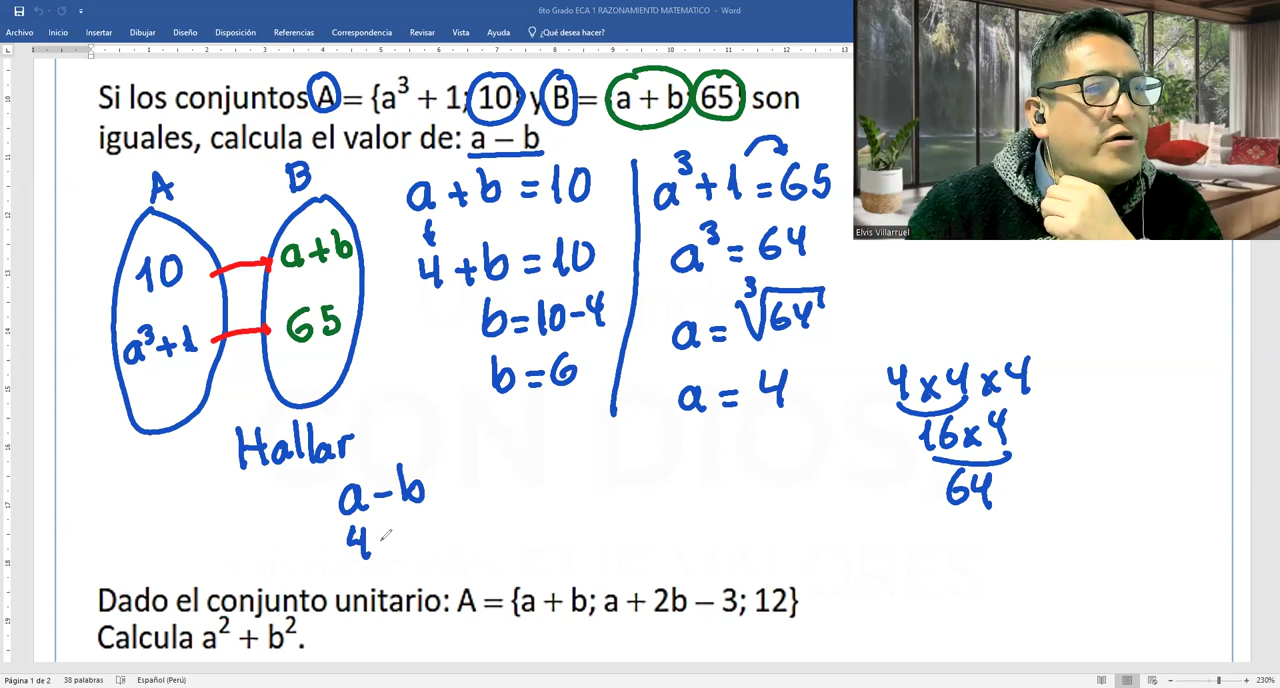 6to Grado ECA 1 RAZONAMIENTO MATEMATICO - Word
Archivo Inicio Insertar Dibujar Diseño Disposición Referencias Correspondencia Revisar Vista Ayuda ¿Qué desea hacer?
Si los conjuntos A = {a³ + 1; 10} y B = {a + b; 65} son
iguales, calcula el valor de: a – b
A
B
10
a³+1
a+b
65
a + b = 10
4 + b = 10
b = 10-4
b = 6
a³+1 = 65
a³ = 64
a = ³√64
a = 4
4 x 4 x 4
16 x 4
64
Hallar
a - b
4
Dado el conjunto unitario: A = {a + b; a + 2b – 3; 12}
Calcula a² + b².
Elvis Villarruel
Página 1 de 2 38 palabras Español (Perú) 230%